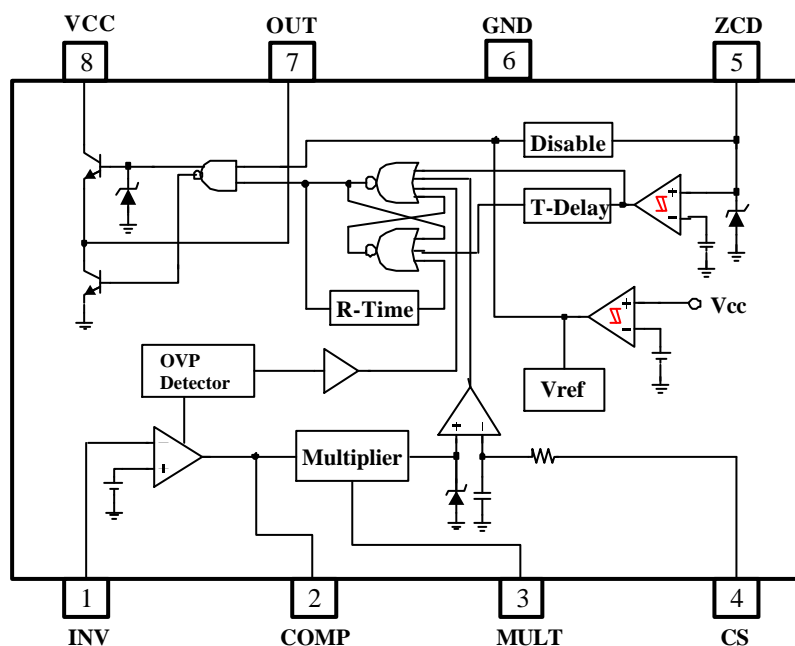 VCC OUT GND ZCD
8 7 6 5
Disable
T-Delay
R-Time
Vcc
OVP
Detector
Vref
Multiplier
1 2 3 4
INV COMP MULT CS